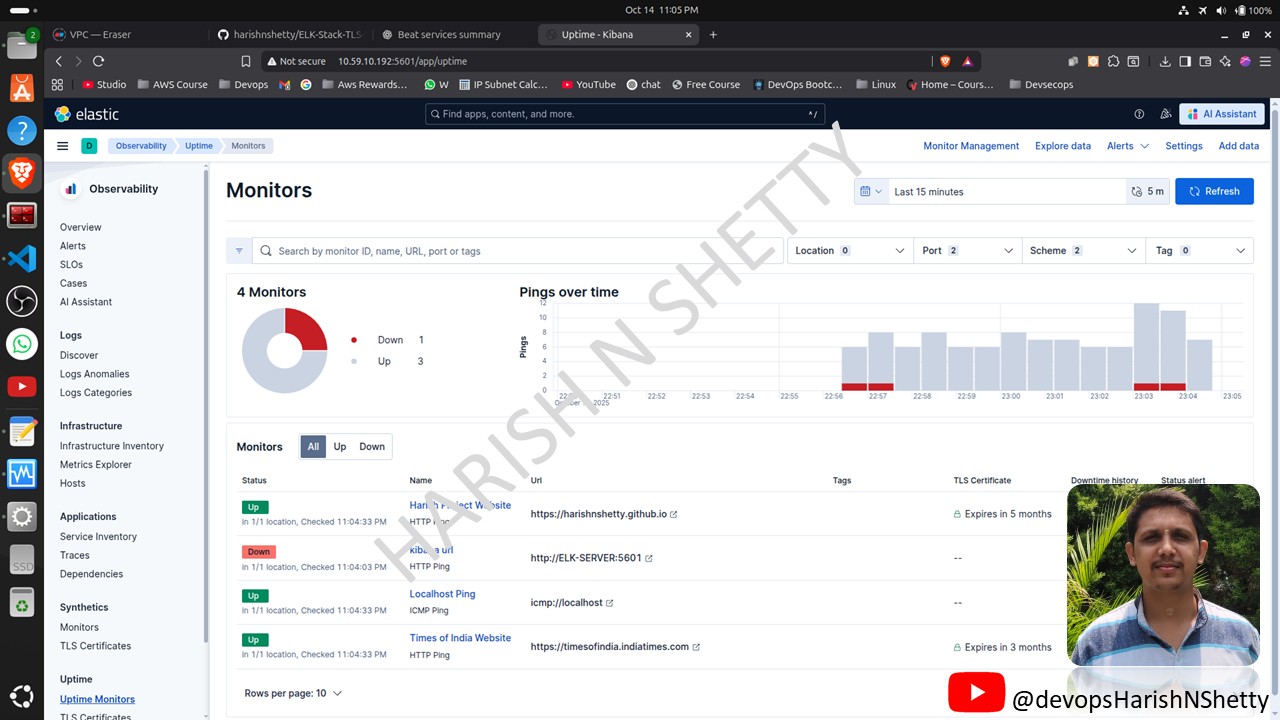 Oct 14  11:05 PM
100%
2
VPC — Eraser
harishnshetty/ELK-Stack-TLS-
Beat services summary
Uptime - Kibana
Not secure
10.59.10.192:5601/app/uptime
Studio
AWS Course
Devops
Aws Rewards...
W
IP Subnet Calc...
YouTube
chat
Free Course
DevOps Bootc...
Linux
Home – Cours...
Devsecops
elastic
Find apps, content, and more.
^/
AI Assistant
D
Observability
Uptime
Monitors
Monitor Management
Explore data
Alerts
Settings
Add data
Observability
Overview
Alerts
SLOs
Cases
AI Assistant
Logs
Discover
Logs Anomalies
Logs Categories
Infrastructure
Infrastructure Inventory
Metrics Explorer
Hosts
Applications
Service Inventory
Traces
Dependencies
Synthetics
Monitors
TLS Certificates
Uptime
Uptime Monitors
TLS Certificates
SSD
Monitors
Last 15 minutes
5 m
Refresh
Search by monitor ID, name, URL, port or tags
Location 0
Port 2
Scheme 2
Tag 0
4 Monitors
Down 1
Up 3
Pings over time
Pings
12
10
8
6
4
2
0
22:51
22:52
22:53
22:54
22:55
22:56
22:57
22:58
22:59
23:00
23:01
23:02
23:03
23:04
23:05
Monitors
All
Up
Down
Status
Name
Url
Tags
TLS Certificate
Downtime history
Status alert
Up
in 1/1 location, Checked 11:04:33 PM
Harish Project Website
HTTP Ping
https://harishnshetty.github.io
Expires in 5 months
Down
in 1/1 location, Checked 11:04:03 PM
kibana url
HTTP Ping
http://ELK-SERVER:5601
--
Up
in 1/1 location, Checked 11:04:33 PM
Localhost Ping
ICMP Ping
icmp://localhost
--
Up
in 1/1 location, Checked 11:04:33 PM
Times of India Website
HTTP Ping
https://timesofindia.indiatimes.com
Expires in 3 months
Rows per page: 10
HARISH N SHETTY
@devopsHarishNShetty